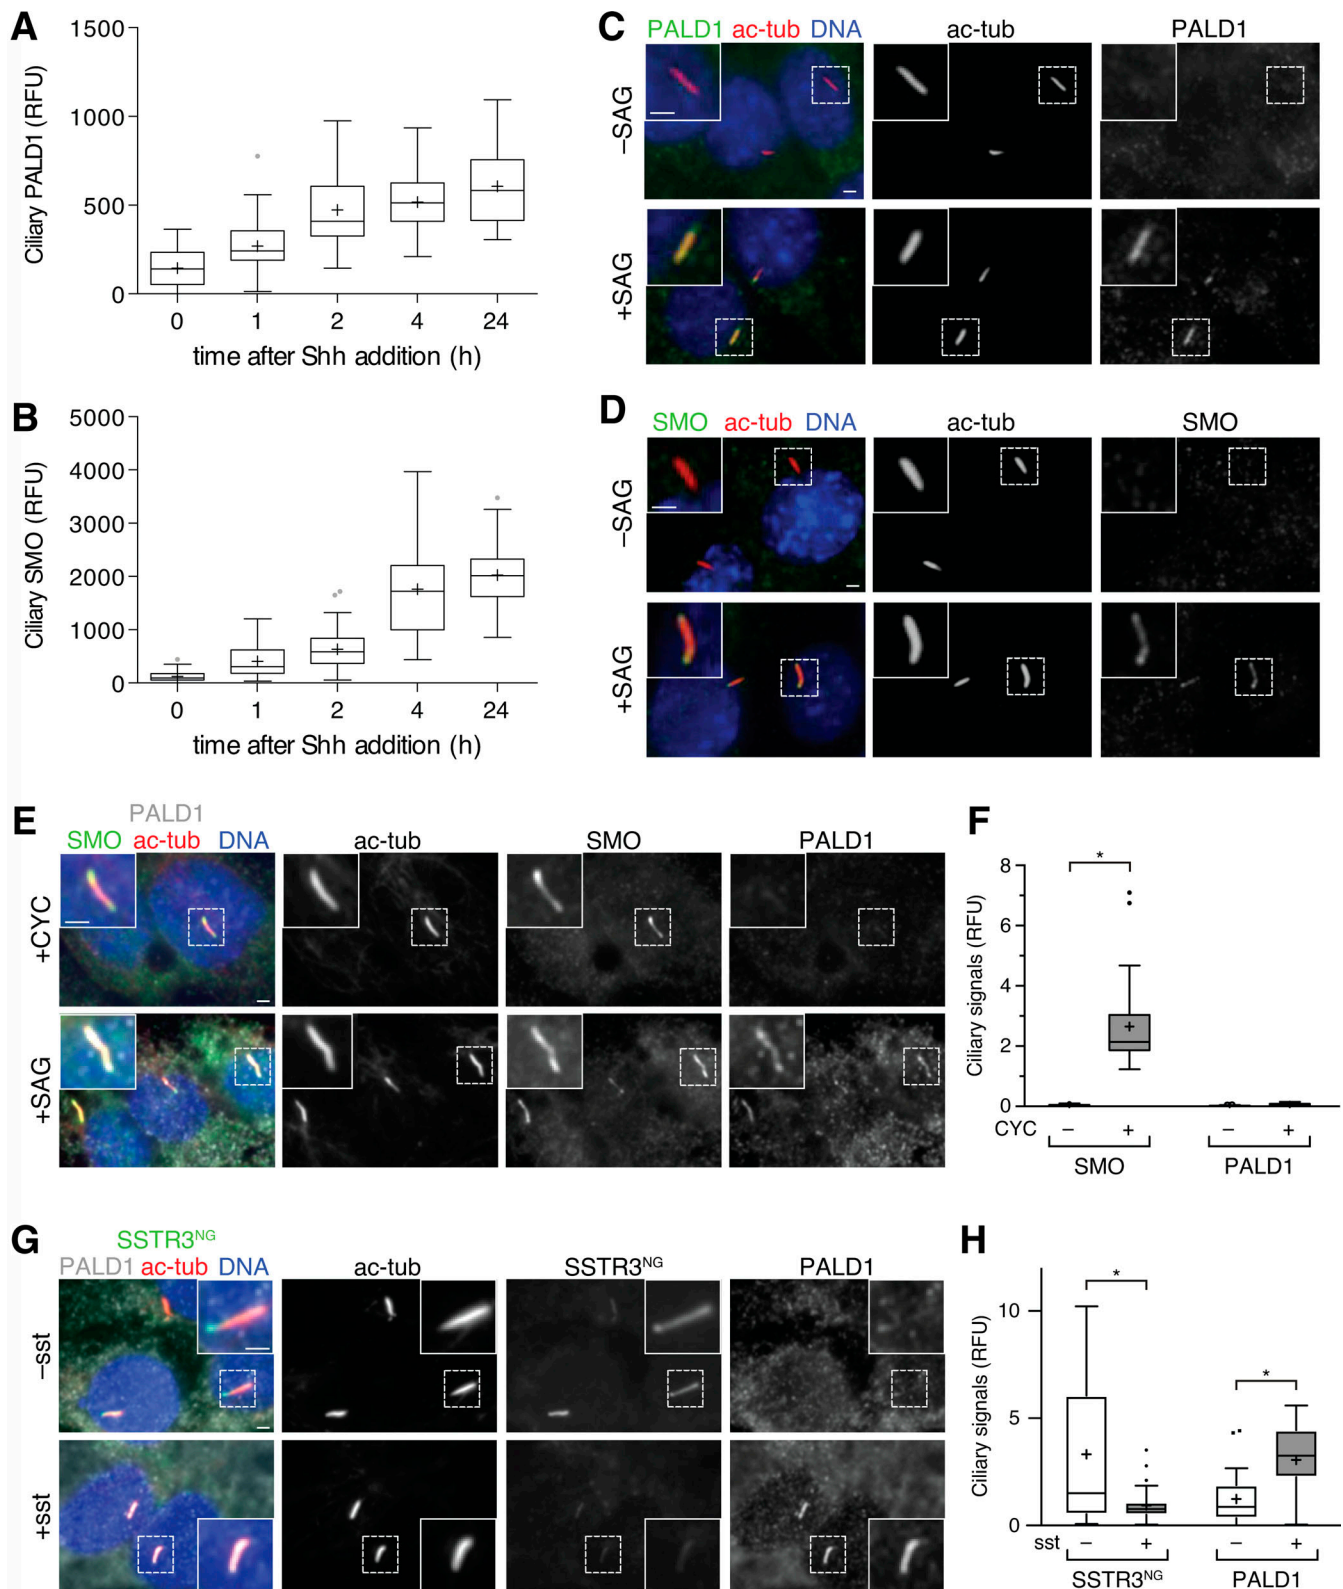 A
1500
1000
500
0
Ciliary PALD1 (RFU)
0 1 2 4 24
time after Shh addition (h)
B
5000
4000
3000
2000
1000
0
Ciliary SMO (RFU)
0 1 2 4 24
time after Shh addition (h)
C
PALD1 ac-tub DNA ac-tub PALD1
–SAG
+SAG
D
SMO ac-tub DNA ac-tub SMO
–SAG
+SAG
E
PALD1
SMO ac-tub DNA ac-tub SMO PALD1
+CYC
+SAG
F
8
6
4
2
0
Ciliary signals (RFU)
*
CYC – + – +
SMO PALD1
G
SSTR3ᴺᴳ
PALD1 ac-tub DNA ac-tub SSTR3ᴺᴳ PALD1
–sst
+sst
H
10
5
0
Ciliary signals (RFU)
*
*
sst – + – +
SSTR3ᴺᴳ PALD1